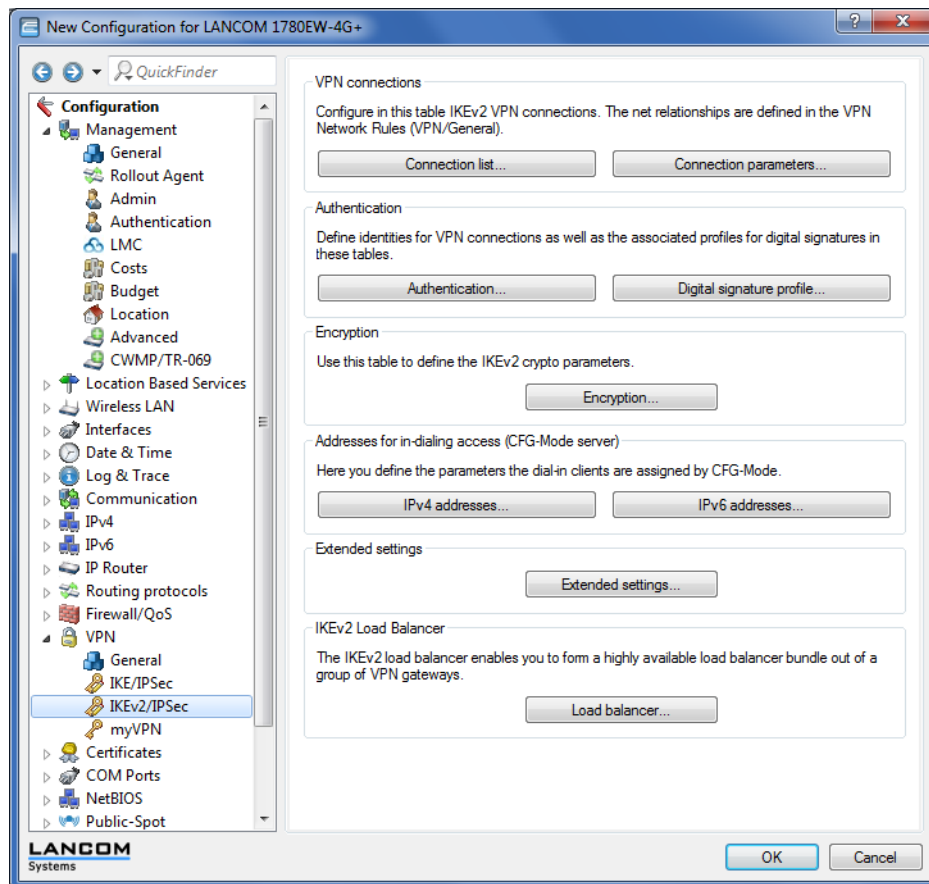 New Configuration for LANCOM 1780EW-4G+
QuickFinder
Configuration
Management
General
Rollout Agent
Admin
Authentication
LMC
Costs
Budget
Location
Advanced
CWMP/TR-069
Location Based Services
Wireless LAN
Interfaces
Date & Time
Log & Trace
Communication
IPv4
IPv6
IP Router
Routing protocols
Firewall/QoS
VPN
General
IKE/IPSec
IKEv2/IPSec
myVPN
Certificates
COM Ports
NetBIOS
Public-Spot
VPN connections
Configure in this table IKEv2 VPN connections. The net relationships are defined in the VPN
Network Rules (VPN/General).
Connection list... Connection parameters...
Authentication
Define identities for VPN connections as well as the associated profiles for digital signatures in
these tables.
Authentication... Digital signature profile...
Encryption
Use this table to define the IKEv2 crypto parameters.
Encryption...
Addresses for in-dialing access (CFG-Mode server)
Here you define the parameters the dial-in clients are assigned by CFG-Mode.
IPv4 addresses... IPv6 addresses...
Extended settings
Extended settings...
IKEv2 Load Balancer
The IKEv2 load balancer enables you to form a highly available load balancer bundle out of a
group of VPN gateways.
Load balancer...
LANCOM
Systems
OK Cancel